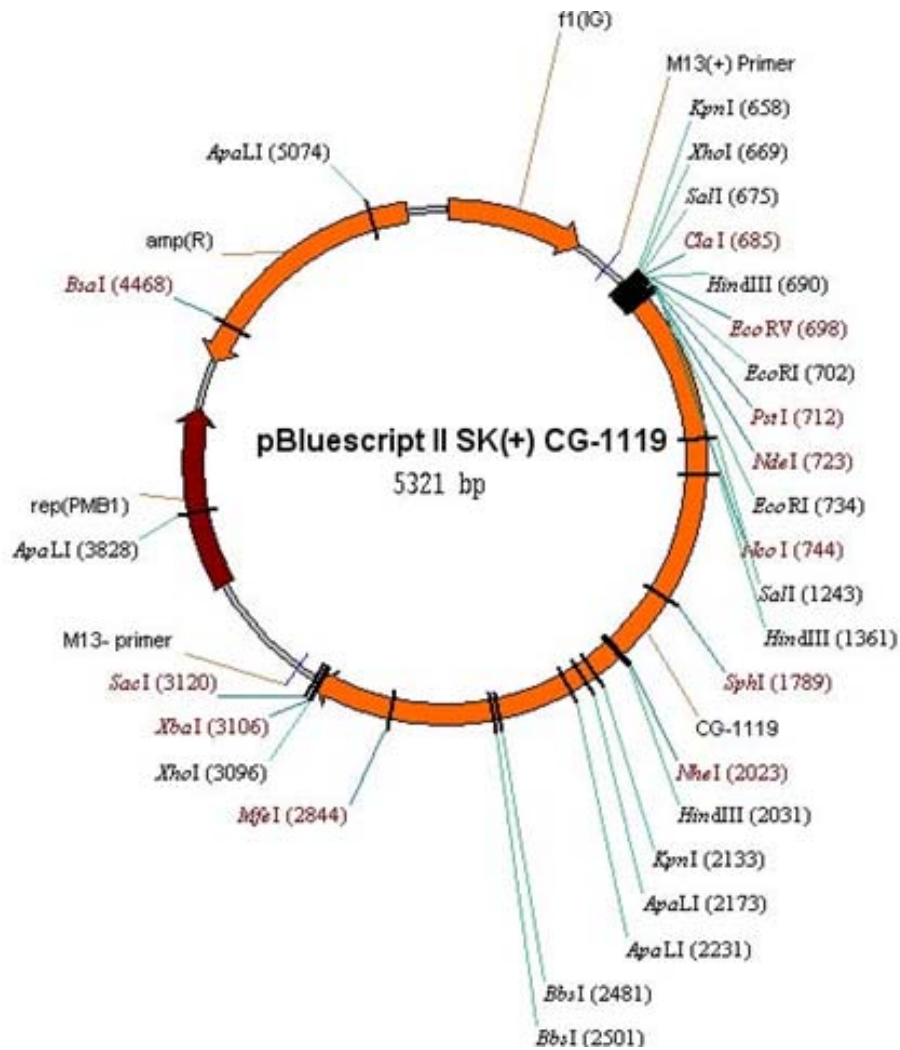 f1(IG)
M13(+) Primer
KpnI (658)
XhoI (669)
SalI (675)
ClaI (685)
HindIII (690)
EcoRV (698)
EcoRI (702)
PstI (712)
NdeI (723)
EcoRI (734)
NcoI (744)
SalI (1243)
HindIII (1361)
SphI (1789)
CG-1119
NheI (2023)
HindIII (2031)
KpnI (2133)
ApaLI (2173)
ApaLI (2231)
BbsI (2481)
BbsI (2501)
MfeI (2844)
XhoI (3096)
XbaI (3106)
SacI (3120)
M13- primer
ApaLI (3828)
rep(PMB1)
BsaI (4468)
amp(R)
ApaLI (5074)
pBluescript II SK(+) CG-1119
5321 bp